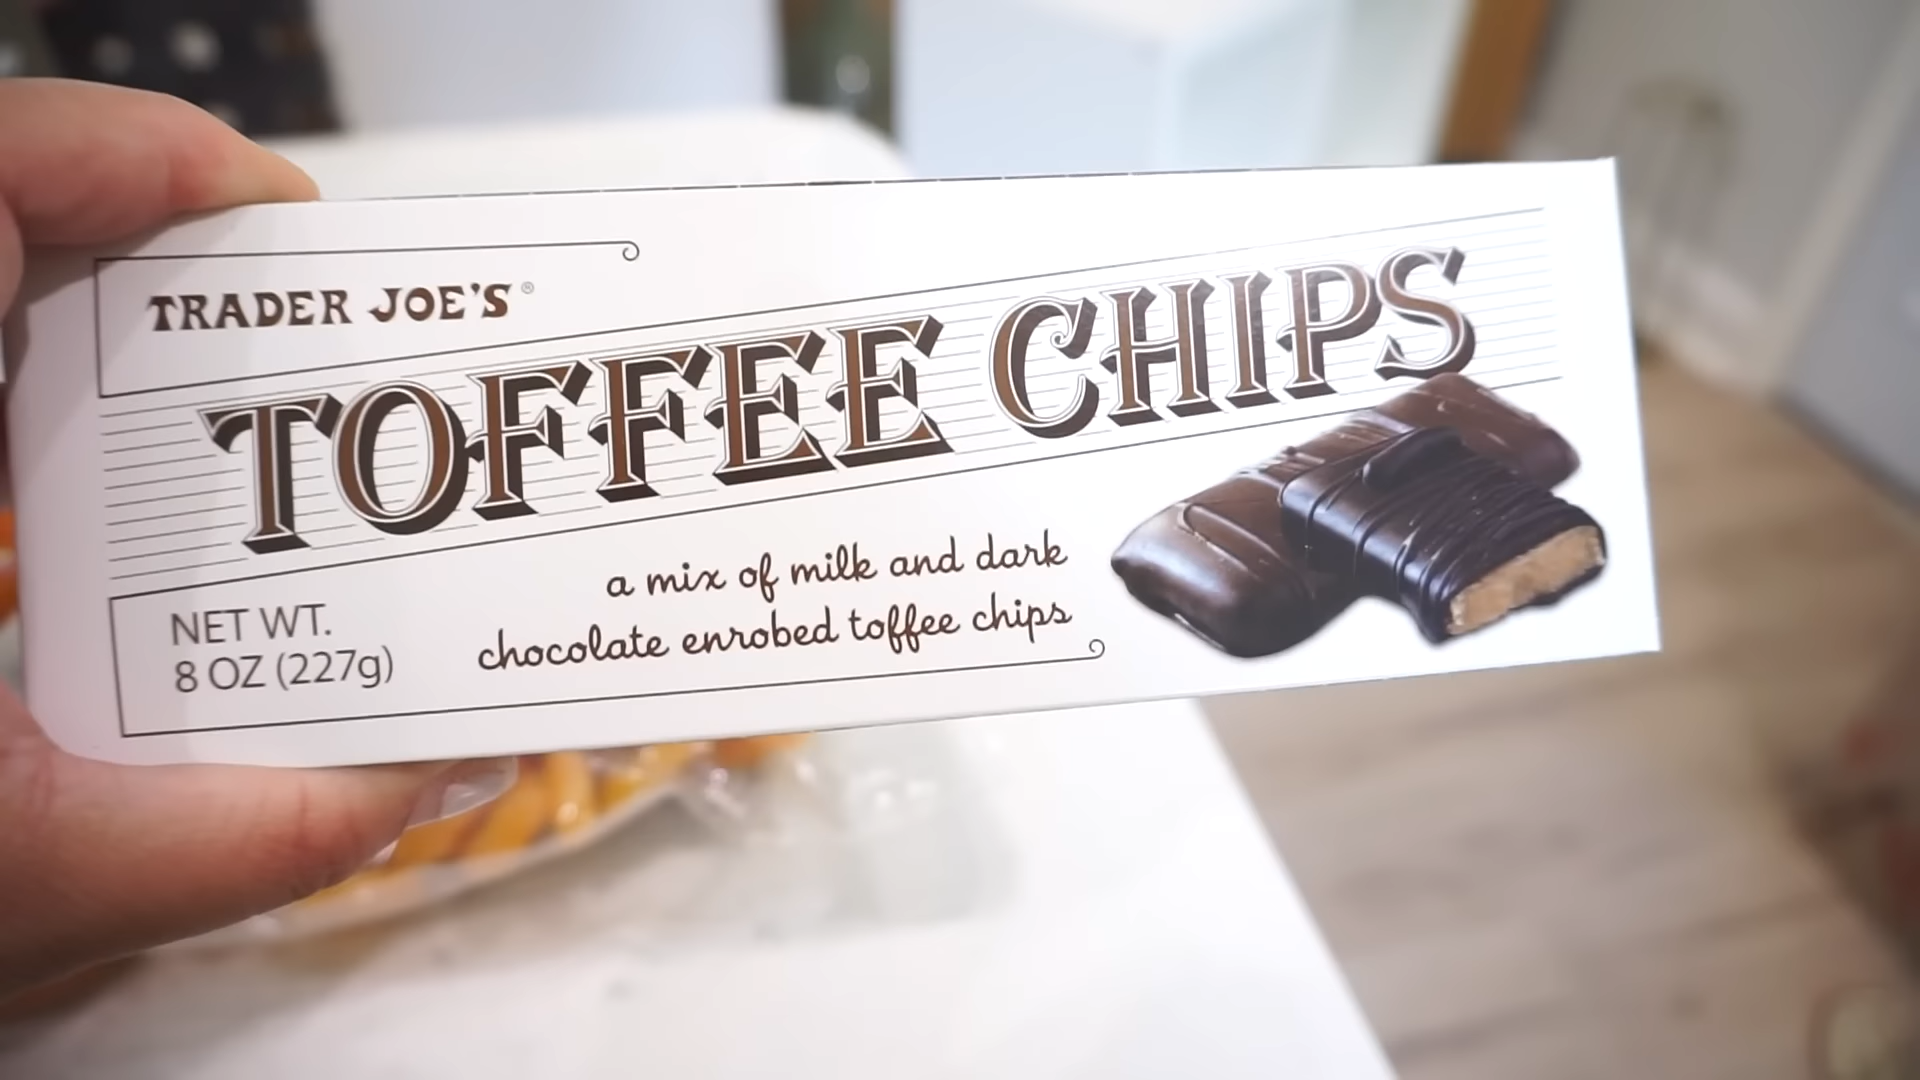 TRADER JOE'S®
TOFFEE CHIPS
a mix of milk and dark
chocolate enrobed toffee chips
NET WT.
8 OZ (227g)